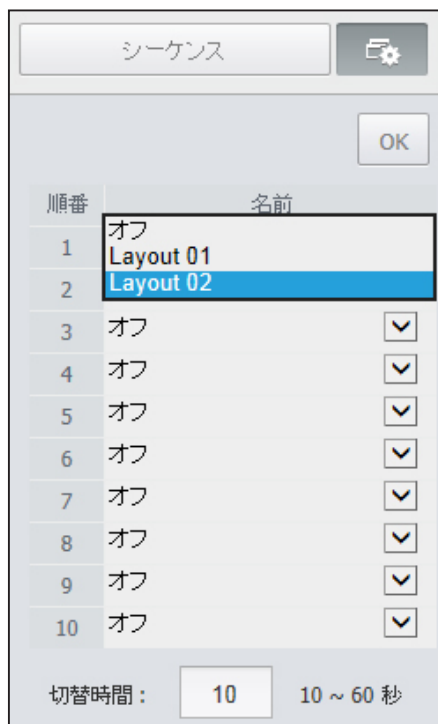 シーケンス
OK
順番 名前
1 オフ
Layout 01
2 Layout 02
3 オフ
4 オフ
5 オフ
6 オフ
7 オフ
8 オフ
9 オフ
10 オフ
切替時間： 10 10 ~ 60 秒